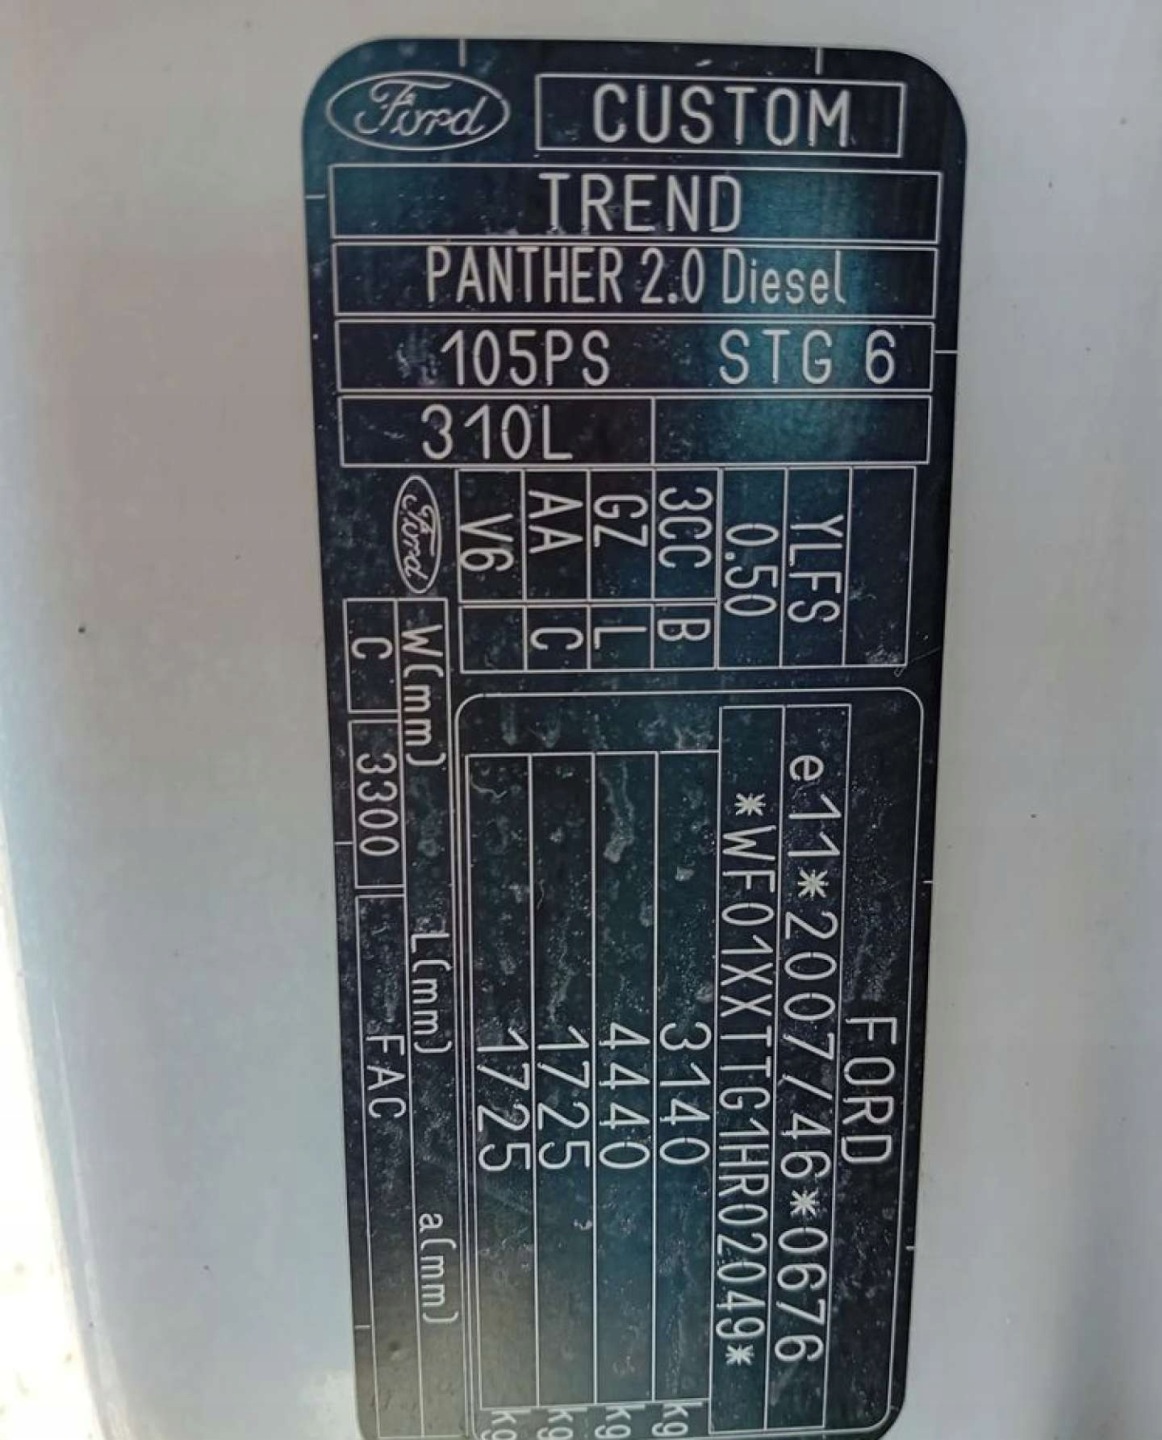 Ford CUSTOM
TREND
PANTHER 2.0 Diesel
105PS STG 6
310L
FORD
e11*2007/46*0676
*WF01XXTTG1HR02049*
3140 kg
4440 kg
1725 kg
1725 kg
YLFS
0.50
3CC B
GZ L
AA C
V6
Ford
W(mm) L(mm) a(mm)
C 3300 FAC